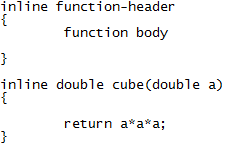 inline function-header
{
function body
}
inline double cube(double a)
{
return a*a*a;
}